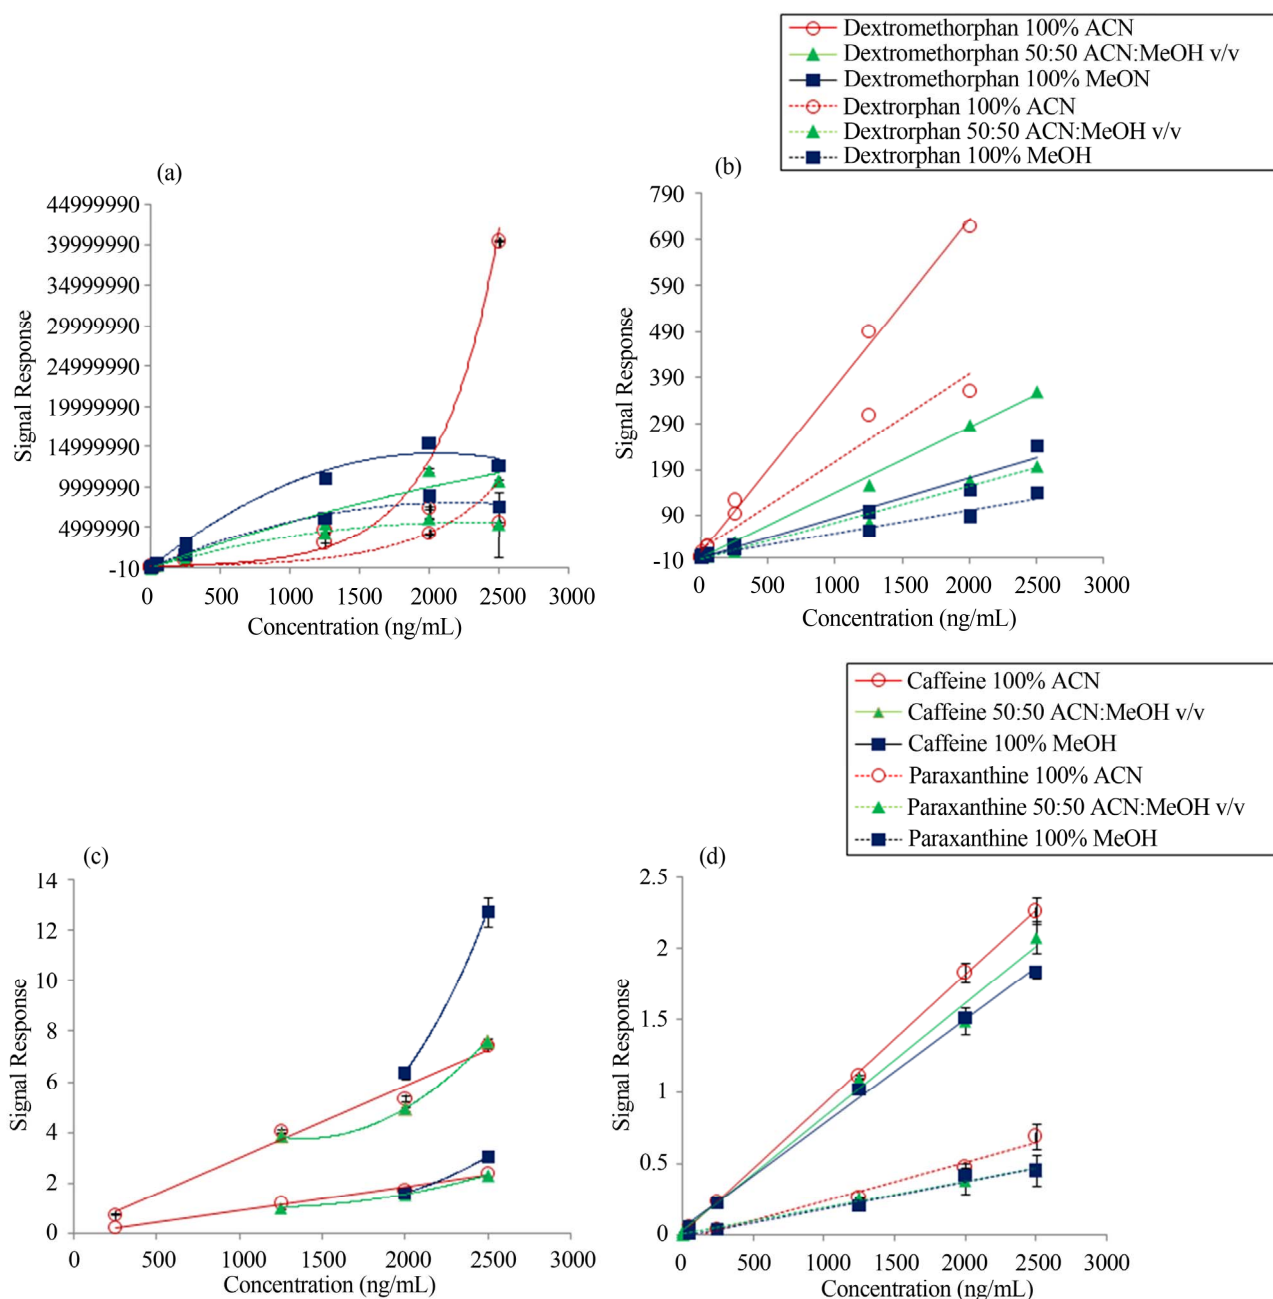 Dextromethorphan 100% ACN
Dextromethorphan 50:50 ACN:MeOH v/v
Dextromethorphan 100% MeON
Dextrorphan 100% ACN
Dextrorphan 50:50 ACN:MeOH v/v
Dextrorphan 100% MeOH
(a)
44999990
39999990
34999990
29999990
24999990
19999990
14999990
9999990
4999990
-10
Signal Response
0 500 1000 1500 2000 2500 3000
Concentration (ng/mL)
(b)
790
690
590
490
390
290
190
90
-10
Signal Response
0 500 1000 1500 2000 2500 3000
Concentration (ng/mL)
Caffeine 100% ACN
Caffeine 50:50 ACN:MeOH v/v
Caffeine 100% MeOH
Paraxanthine 100% ACN
Paraxanthine 50:50 ACN:MeOH v/v
Paraxanthine 100% MeOH
(c)
14
12
10
8
6
4
2
0
Signal Response
0 500 1000 1500 2000 2500 3000
Concentration (ng/mL)
(d)
2.5
2
1.5
1
0.5
0
Signal Response
0 500 1000 1500 2000 2500 3000
Concentration (ng/mL)